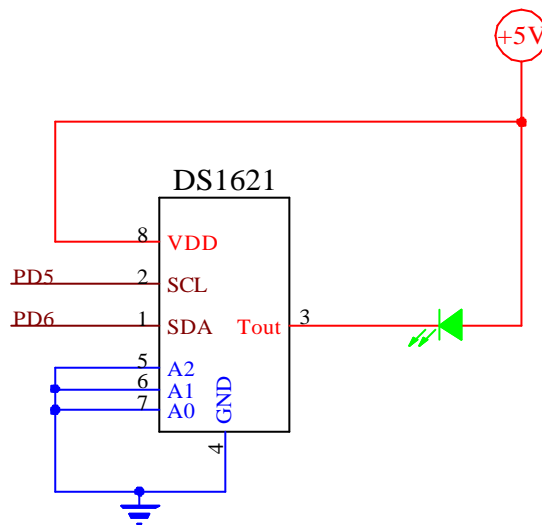 +5V
DS1621
8 VDD
PD5 2 SCL
PD6 1 SDA Tout 3
5 A2
6 A1
7 A0
GND
4